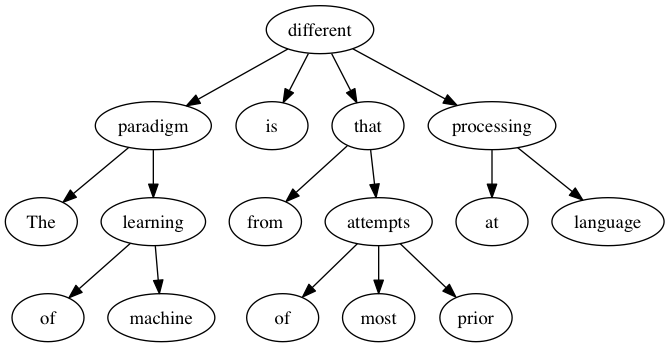 different
paradigm is that processing
The learning from attempts at language
of machine of most prior